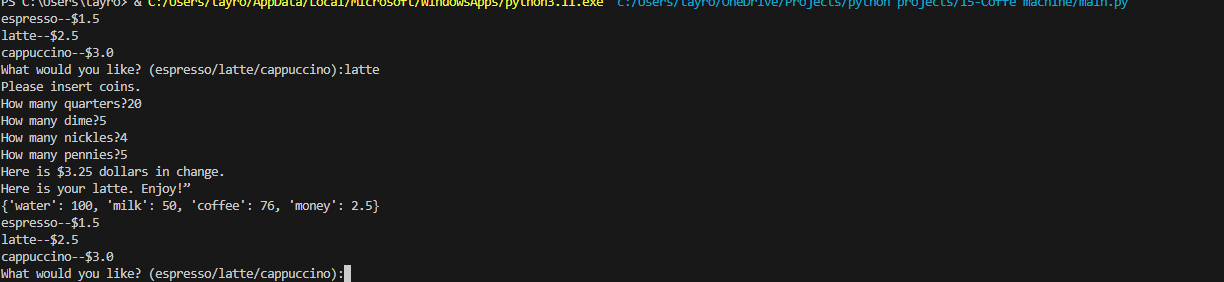 PS C:\Users\tayro> & C:/Users/tayro/AppData/Local/Microsoft/WindowsApps/python3.11.exe "c:/Users/tayro/OneDrive/Projects/python projects/15-Coffe machine/main.py"
espresso--$1.5
latte--$2.5
cappuccino--$3.0
What would you like? (espresso/latte/cappuccino):latte
Please insert coins.
How many quarters?20
How many dime?5
How many nickles?4
How many pennies?5
Here is $3.25 dollars in change.
Here is your latte. Enjoy!”
{'water': 100, 'milk': 50, 'coffee': 76, 'money': 2.5}
espresso--$1.5
latte--$2.5
cappuccino--$3.0
What would you like? (espresso/latte/cappuccino):